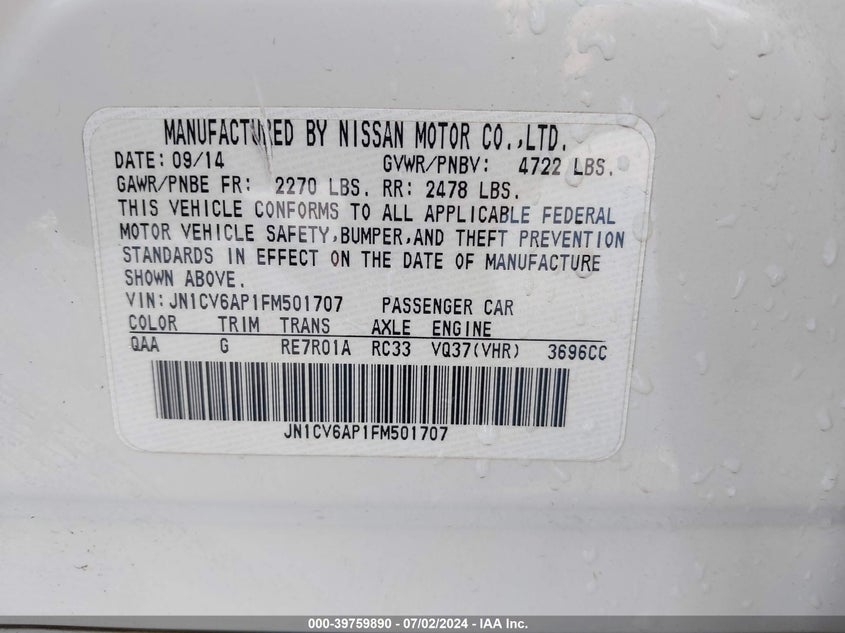 MANUFACTURED BY NISSAN MOTOR CO.,LTD.
DATE: 09/14 GVWR/PNBV: 4722 LBS.
GAWR/PNBE FR: 2270 LBS. RR: 2478 LBS.
THIS VEHICLE CONFORMS TO ALL APPLICABLE FEDERAL
MOTOR VEHICLE SAFETY,BUMPER,AND THEFT PREVENTION
STANDARDS IN EFFECT ON THE DATE OF MANUFACTURE
SHOWN ABOVE.
VIN:JN1CV6AP1FM501707 PASSENGER CAR
COLOR TRIM TRANS AXLE ENGINE
QAA G RE7R01A RC33 VQ37(VHR) 3696CC
JN1CV6AP1FM501707
000-39759890 - 07/02/2024 - IAA Inc.